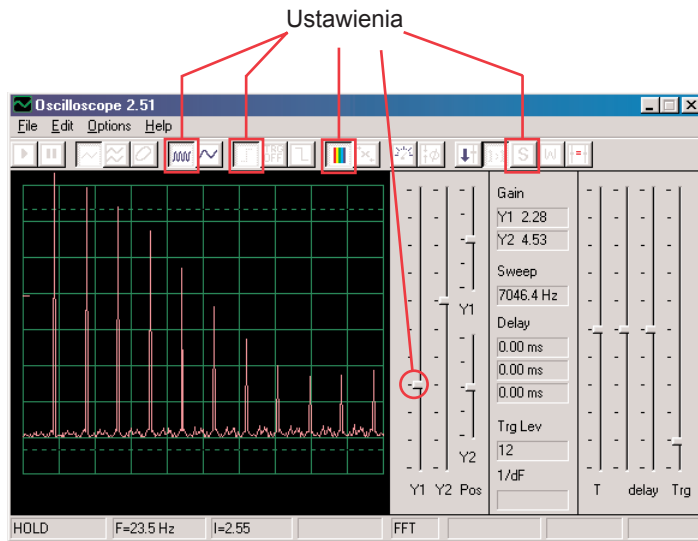 Ustawienia
Oscilloscope 2.51
File Edit Options Help
TRG
OFF
S W
Gain
Y1 2.28
Y2 4.53
Sweep
7046.4 Hz
Y1
Delay
0.00 ms
0.00 ms
0.00 ms
Trg Lev
12
Y2
1/dF
Y1 Y2 Pos
T delay Trg
HOLD F=23.5 Hz I=2.55 FFT